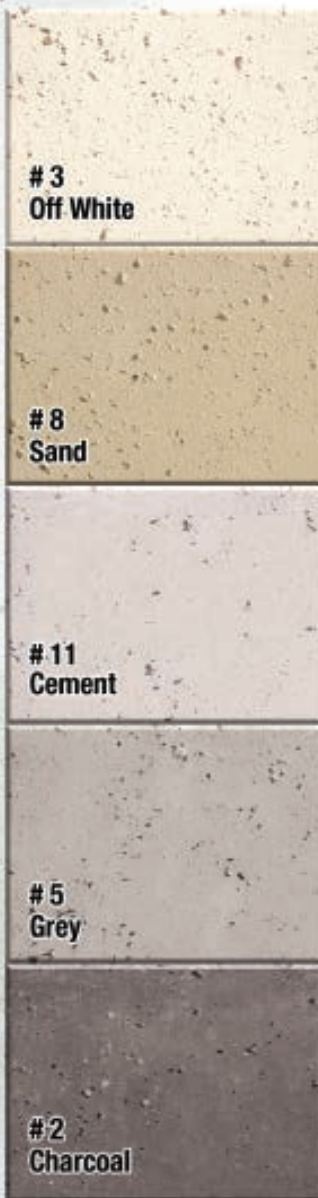 # 3
Off White
# 8
Sand
# 11
Cement
# 5
Grey
# 2
Charcoal